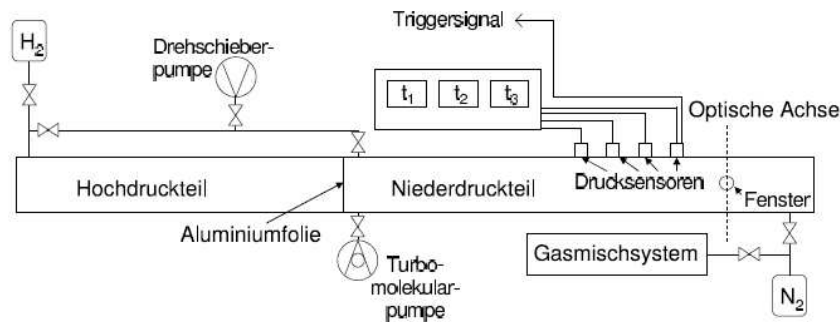 Triggersignal
H2
Drehschieber-
pumpe
t1 t2 t3
Optische Achse
Hochdruckteil
Niederdruckteil
Drucksensoren
Fenster
Aluminiumfolie
Gasmischsystem
Turbo-
molekular-
pumpe
N2